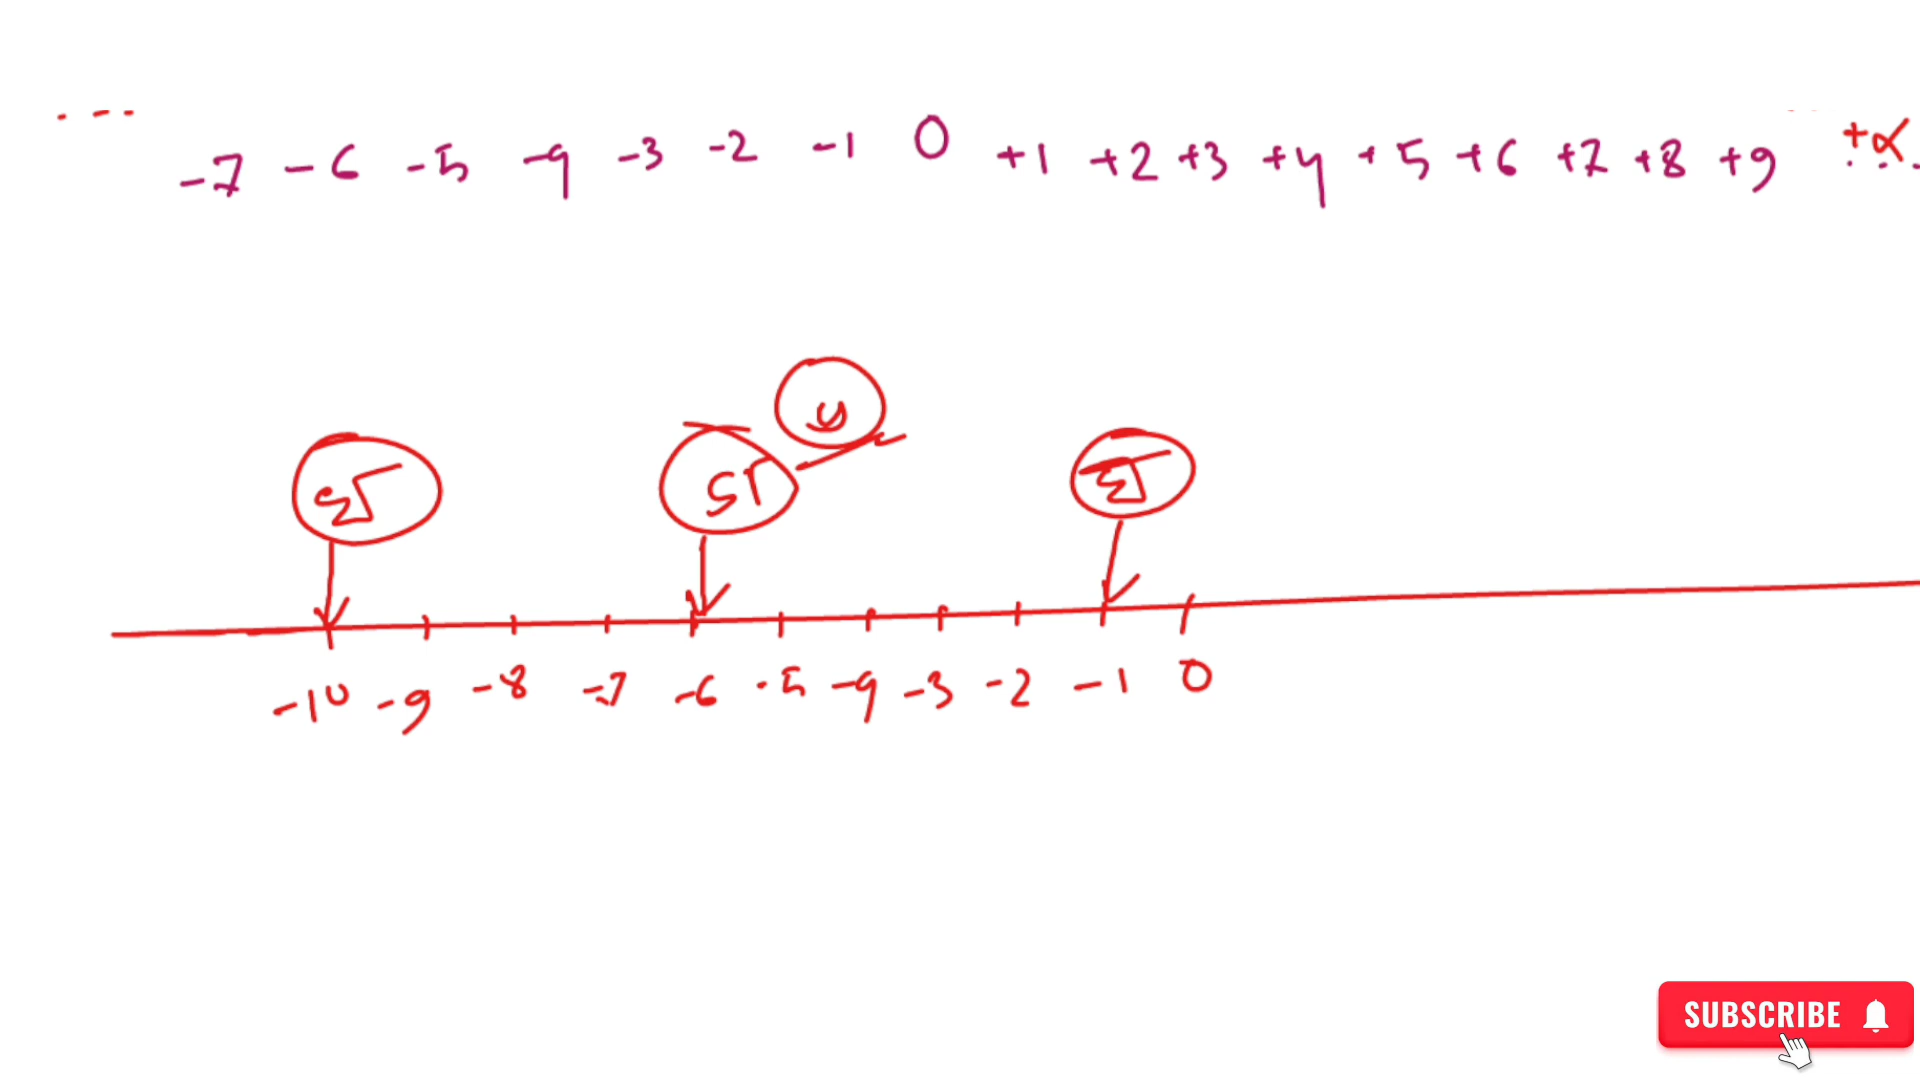 -7 -6 -5 -4 -3 -2 -1 0 +1 +2 +3 +4 +5 +6 +7 +8 +9 +α
-10 -9 -8 -7 -6 -5 -4 -3 -2 -1 0
SUBSCRIBE